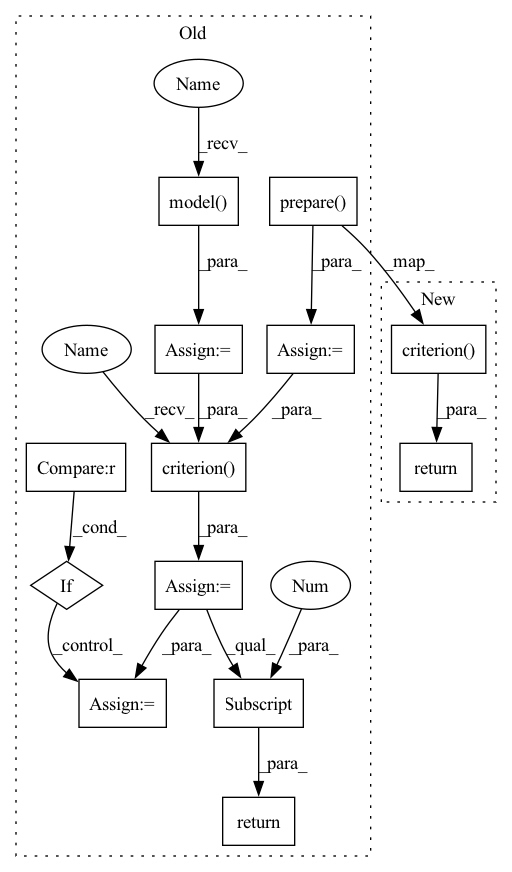 Old
Name
_recv_
model()
prepare()
_para_
_para_
_map_
New
Name
Assign:=
Assign:=
criterion()
_recv_
_para_
_para_
_para_
Compare:r
criterion()
return
_cond_
_para_
If
Assign:=
Num
_control_
_para_
_qual_
_para_
Assign:=
Subscript
_para_
return